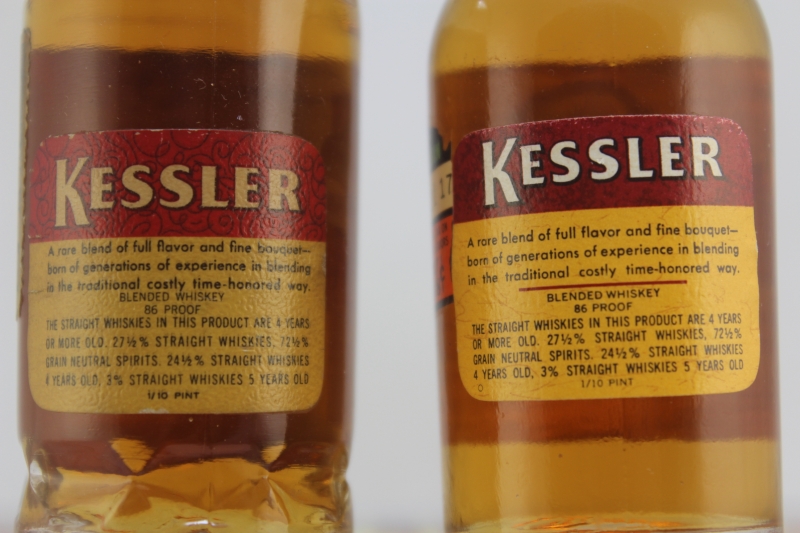 KESSLER
A rare blend of full flavor and fine bouquet—
born of generations of experience in blending
in the traditional costly time-honored way.
BLENDED WHISKEY
86 PROOF
THE STRAIGHT WHISKIES IN THIS PRODUCT ARE 4 YEARS
OR MORE OLD. 27½% STRAIGHT WHISKIES, 72½%
GRAIN NEUTRAL SPIRITS. 24½% STRAIGHT WHISKIES
4 YEARS OLD, 3% STRAIGHT WHISKIES 5 YEARS OLD
1/10 PINT
17
KESSLER
A rare blend of full flavor and fine bouquet—
born of generations of experience in blending
in the traditional costly time-honored way.
BLENDED WHISKEY
86 PROOF
THE STRAIGHT WHISKIES IN THIS PRODUCT ARE 4 YEARS
OR MORE OLD. 27½% STRAIGHT WHISKIES, 72½%
GRAIN NEUTRAL SPIRITS. 24½% STRAIGHT WHISKIES
4 YEARS OLD, 3% STRAIGHT WHISKIES 5 YEARS OLD
1/10 PINT